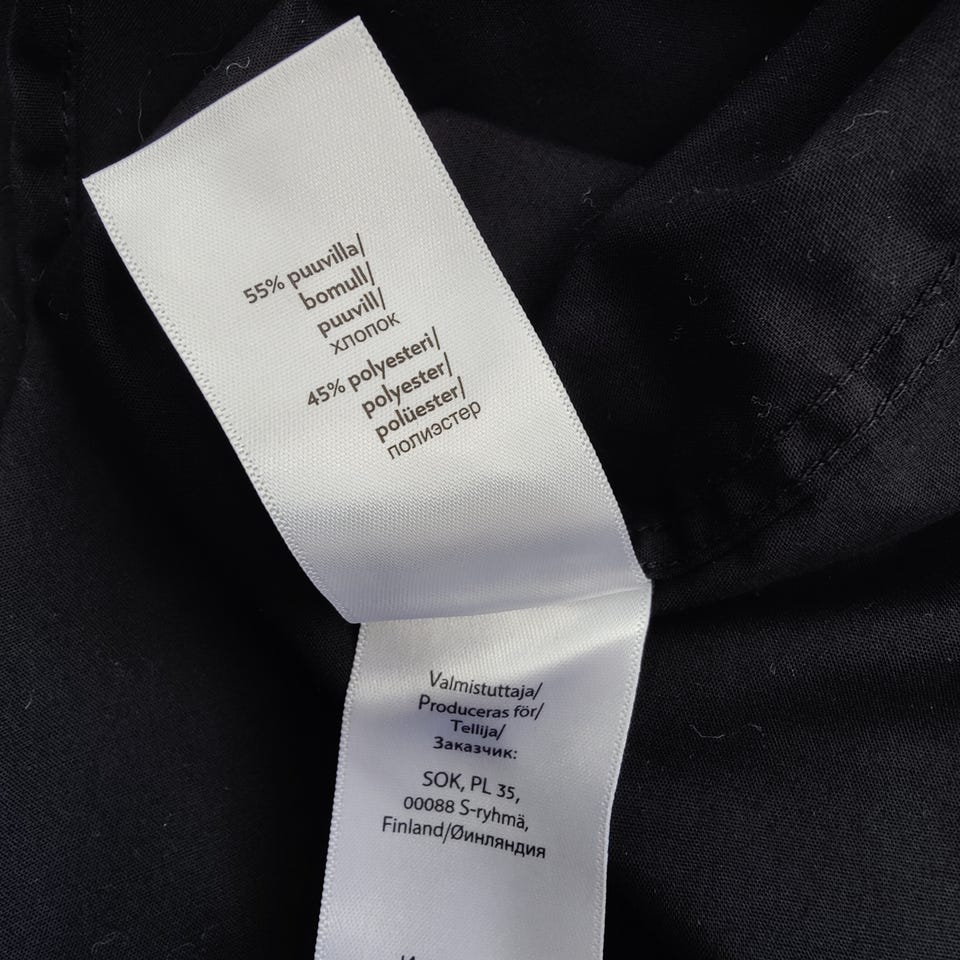 55% puuvilla/
bomull/
puuvill/
хлопок
45% polyesteri/
polyester/
polüester/
полиэстер
Valmistuttaja/
Produceras för/
Tellija/
Заказчик:
SOK, PL 35,
00088 S-ryhmä,
Finland/Øинляндия